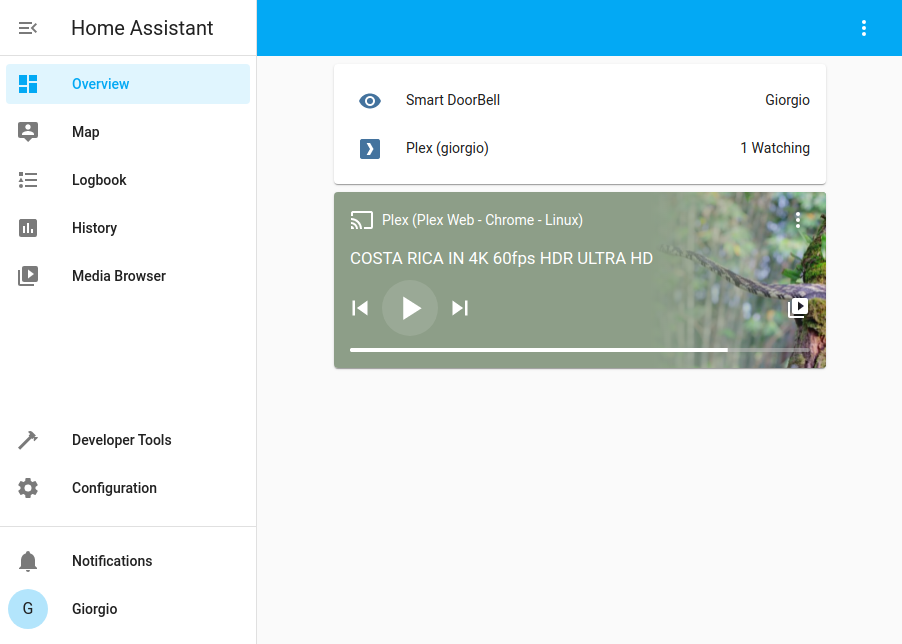 Home Assistant
Overview
Map
Logbook
History
Media Browser
Developer Tools
Configuration
Notifications
G Giorgio
Smart DoorBell Giorgio
Plex (giorgio) 1 Watching
Plex (Plex Web - Chrome - Linux)
COSTA RICA IN 4K 60fps HDR ULTRA HD